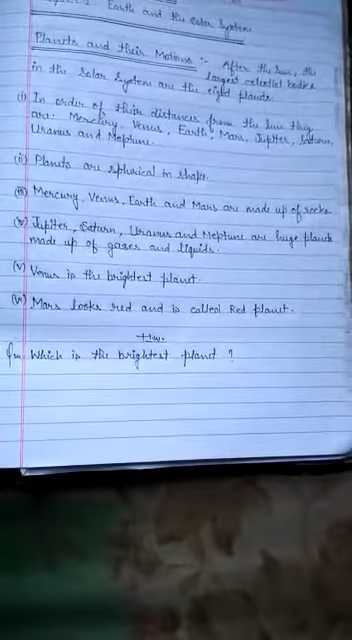 Earth and the Solar System
Planets and their Motions :- After the Sun, the
largest celestial bodies
in the Solar System are the eight planets.
(i) In order of their distances from the Sun they
are: Mercury, Venus, Earth, Mars, Jupiter, Saturn,
Uranus and Neptune.
(ii) Planets are spherical in shape.
(iii) Mercury, Venus, Earth and Mars are made up of rocks.
(iv) Jupiter, Saturn, Uranus and Neptune are huge planets
made up of gases and liquids.
(v) Venus is the brightest planet.
(vi) Mars looks red and is called Red planet.
H.w.
Which is the brightest planet ?